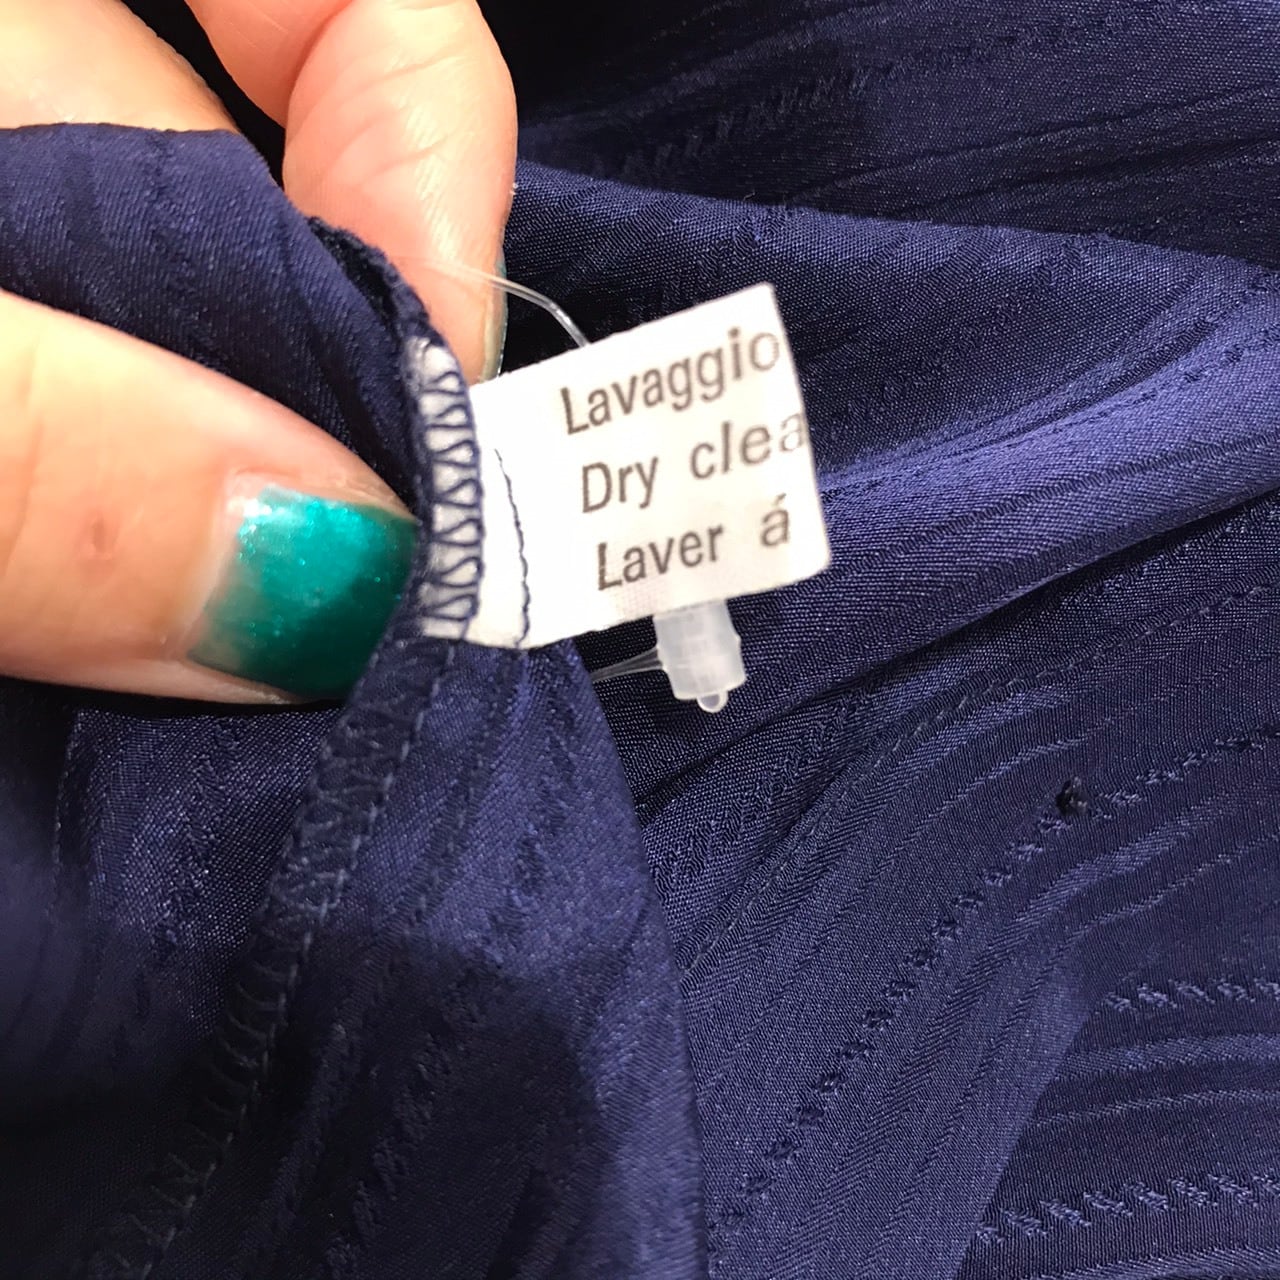 Lavaggio
Dry clea
Laver á